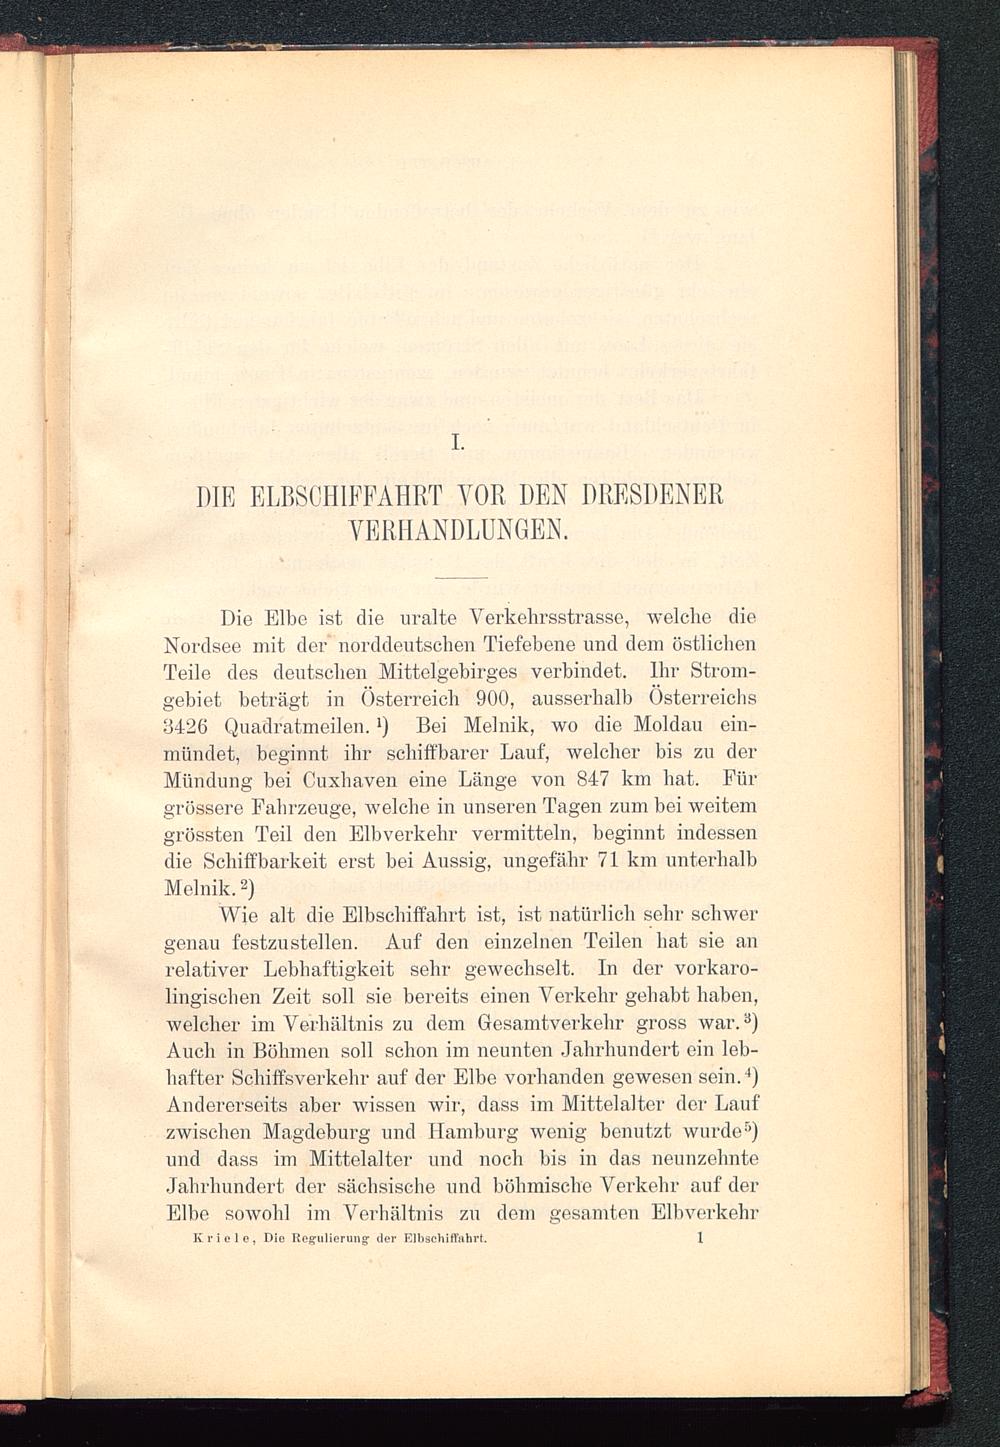 I.
DIE ELBSCHIFFAHRT VOR DEN DRESDENER
VERHANDLUNGEN.
Die Elbe ist die uralte Verkehrsstrasse, welche die
Nordsee mit der norddeutschen Tiefebene und dem östlichen
Teile des deutschen Mittelgebirges verbindet. Ihr Strom-
gebiet beträgt in Österreich 900, ausserhalb Österreichs
3426 Quadratmeilen. ¹) Bei Melnik, wo die Moldau ein-
mündet, beginnt ihr schiffbarer Lauf, welcher bis zu der
Mündung bei Cuxhaven eine Länge von 847 km hat. Für
grössere Fahrzeuge, welche in unseren Tagen zum bei weitem
grössten Teil den Elbverkehr vermitteln, beginnt indessen
die Schiffbarkeit erst bei Aussig, ungefähr 71 km unterhalb
Melnik. ²)
Wie alt die Elbschiffahrt ist, ist natürlich sehr schwer
genau festzustellen. Auf den einzelnen Teilen hat sie an
relativer Lebhaftigkeit sehr gewechselt. In der vorkaro-
lingischen Zeit soll sie bereits einen Verkehr gehabt haben,
welcher im Verhältnis zu dem Gesamtverkehr gross war. ³)
Auch in Böhmen soll schon im neunten Jahrhundert ein leb-
hafter Schiffsverkehr auf der Elbe vorhanden gewesen sein. ⁴)
Andererseits aber wissen wir, dass im Mittelalter der Lauf
zwischen Magdeburg und Hamburg wenig benutzt wurde ⁵)
und dass im Mittelalter und noch bis in das neunzehnte
Jahrhundert der sächsische und böhmische Verkehr auf der
Elbe sowohl im Verhältnis zu dem gesamten Elbverkehr
Kriele, Die Regulierung der Elbschiffahrt. 1